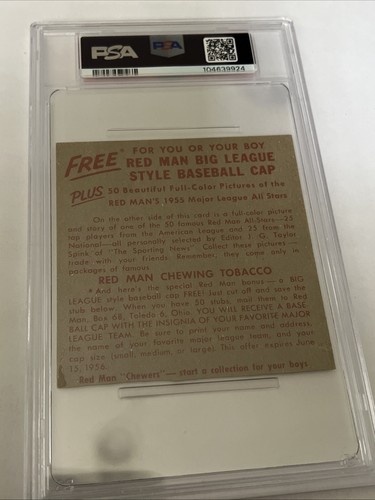 PSA PSA
104639924
FREE* FOR YOU OR YOUR BOY
RED MAN BIG LEAGUE
STYLE BASEBALL CAP
PLUS 50 Beautiful Full-Color Pictures of the
RED MAN'S 1955 Major League All Stars
On the other side of this card is a full-color picture
and story of one of the 50 famous Red Man All-Stars—25
top players from the American League and 25 from the
National—all personally selected by Editor J. G. Taylor
Spink of "The Sporting News". Collect these pictures—
trade with your friends. Remember, they come only in
packages of famous
RED MAN CHEWING TOBACCO
* And here's the special Red Man bonus— a BIG
LEAGUE style baseball cap FREE! Just cut off and save the
stub below. When you have 50 stubs, mail them to Red
Man, Box 68, Toledo 6, Ohio. YOU WILL RECEIVE A BASE-
BALL CAP WITH THE INSIGNIA OF YOUR FAVORISE MAJOR
LEAGUE TEAM. Be sure to print your name and address,
the name of your favorite major league team, and your
cap size (small, medium, or large). This offer expires June
15, 1956.
Red Man "Chewers"— start a collection for your boys